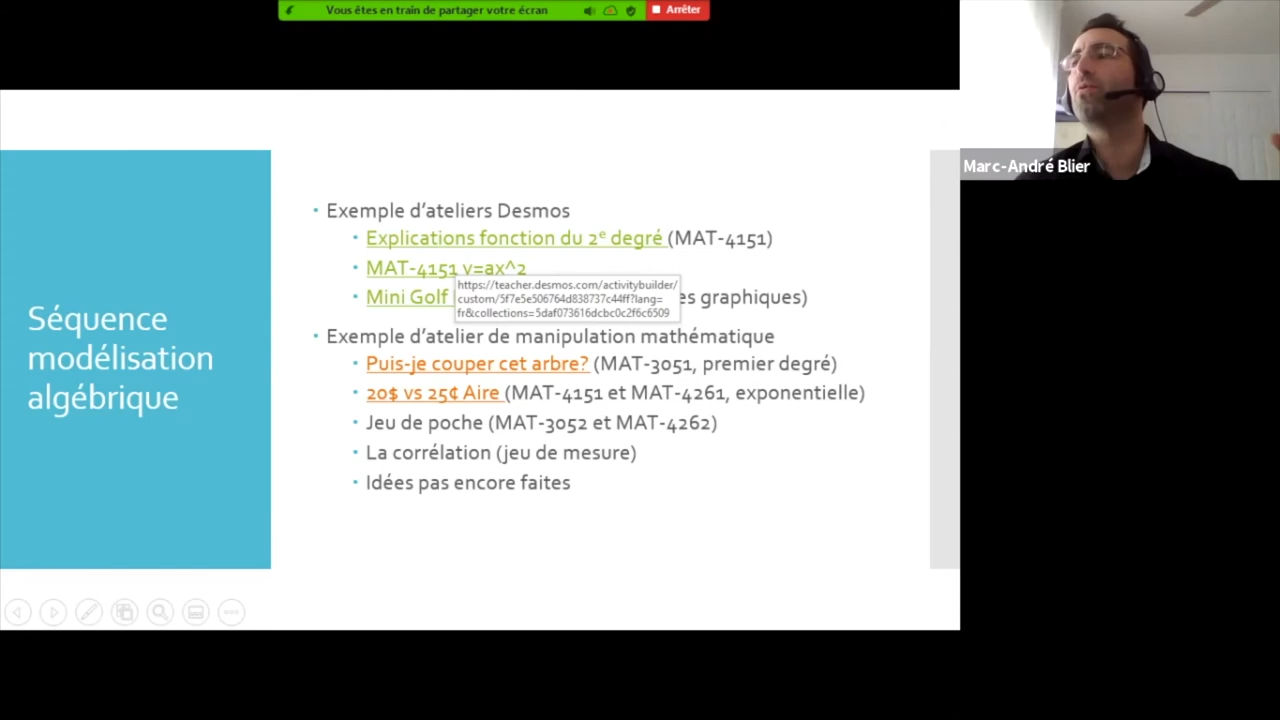 Vous êtes en train de partager votre écran
Arrêter
Marc-André Blier
Séquence
modélisation
algébrique
• Exemple d'ateliers Desmos
• Explications fonction du 2e degré (MAT-4151)
• MAT-4151 y=ax^2
https://teacher.desmos.com/activitybuilder/
custom/5f7e5e506764d838737c44ff?lang=
fr&collections=5daf073616dcbc0c2f6c6509
• Mini Golf es graphiques)
• Exemple d'atelier de manipulation mathématique
• Puis-je couper cet arbre? (MAT-3051, premier degré)
• 20$ vs 25¢ Aire (MAT-4151 et MAT-4261, exponentielle)
• Jeu de poche (MAT-3052 et MAT-4262)
• La corrélation (jeu de mesure)
• Idées pas encore faites